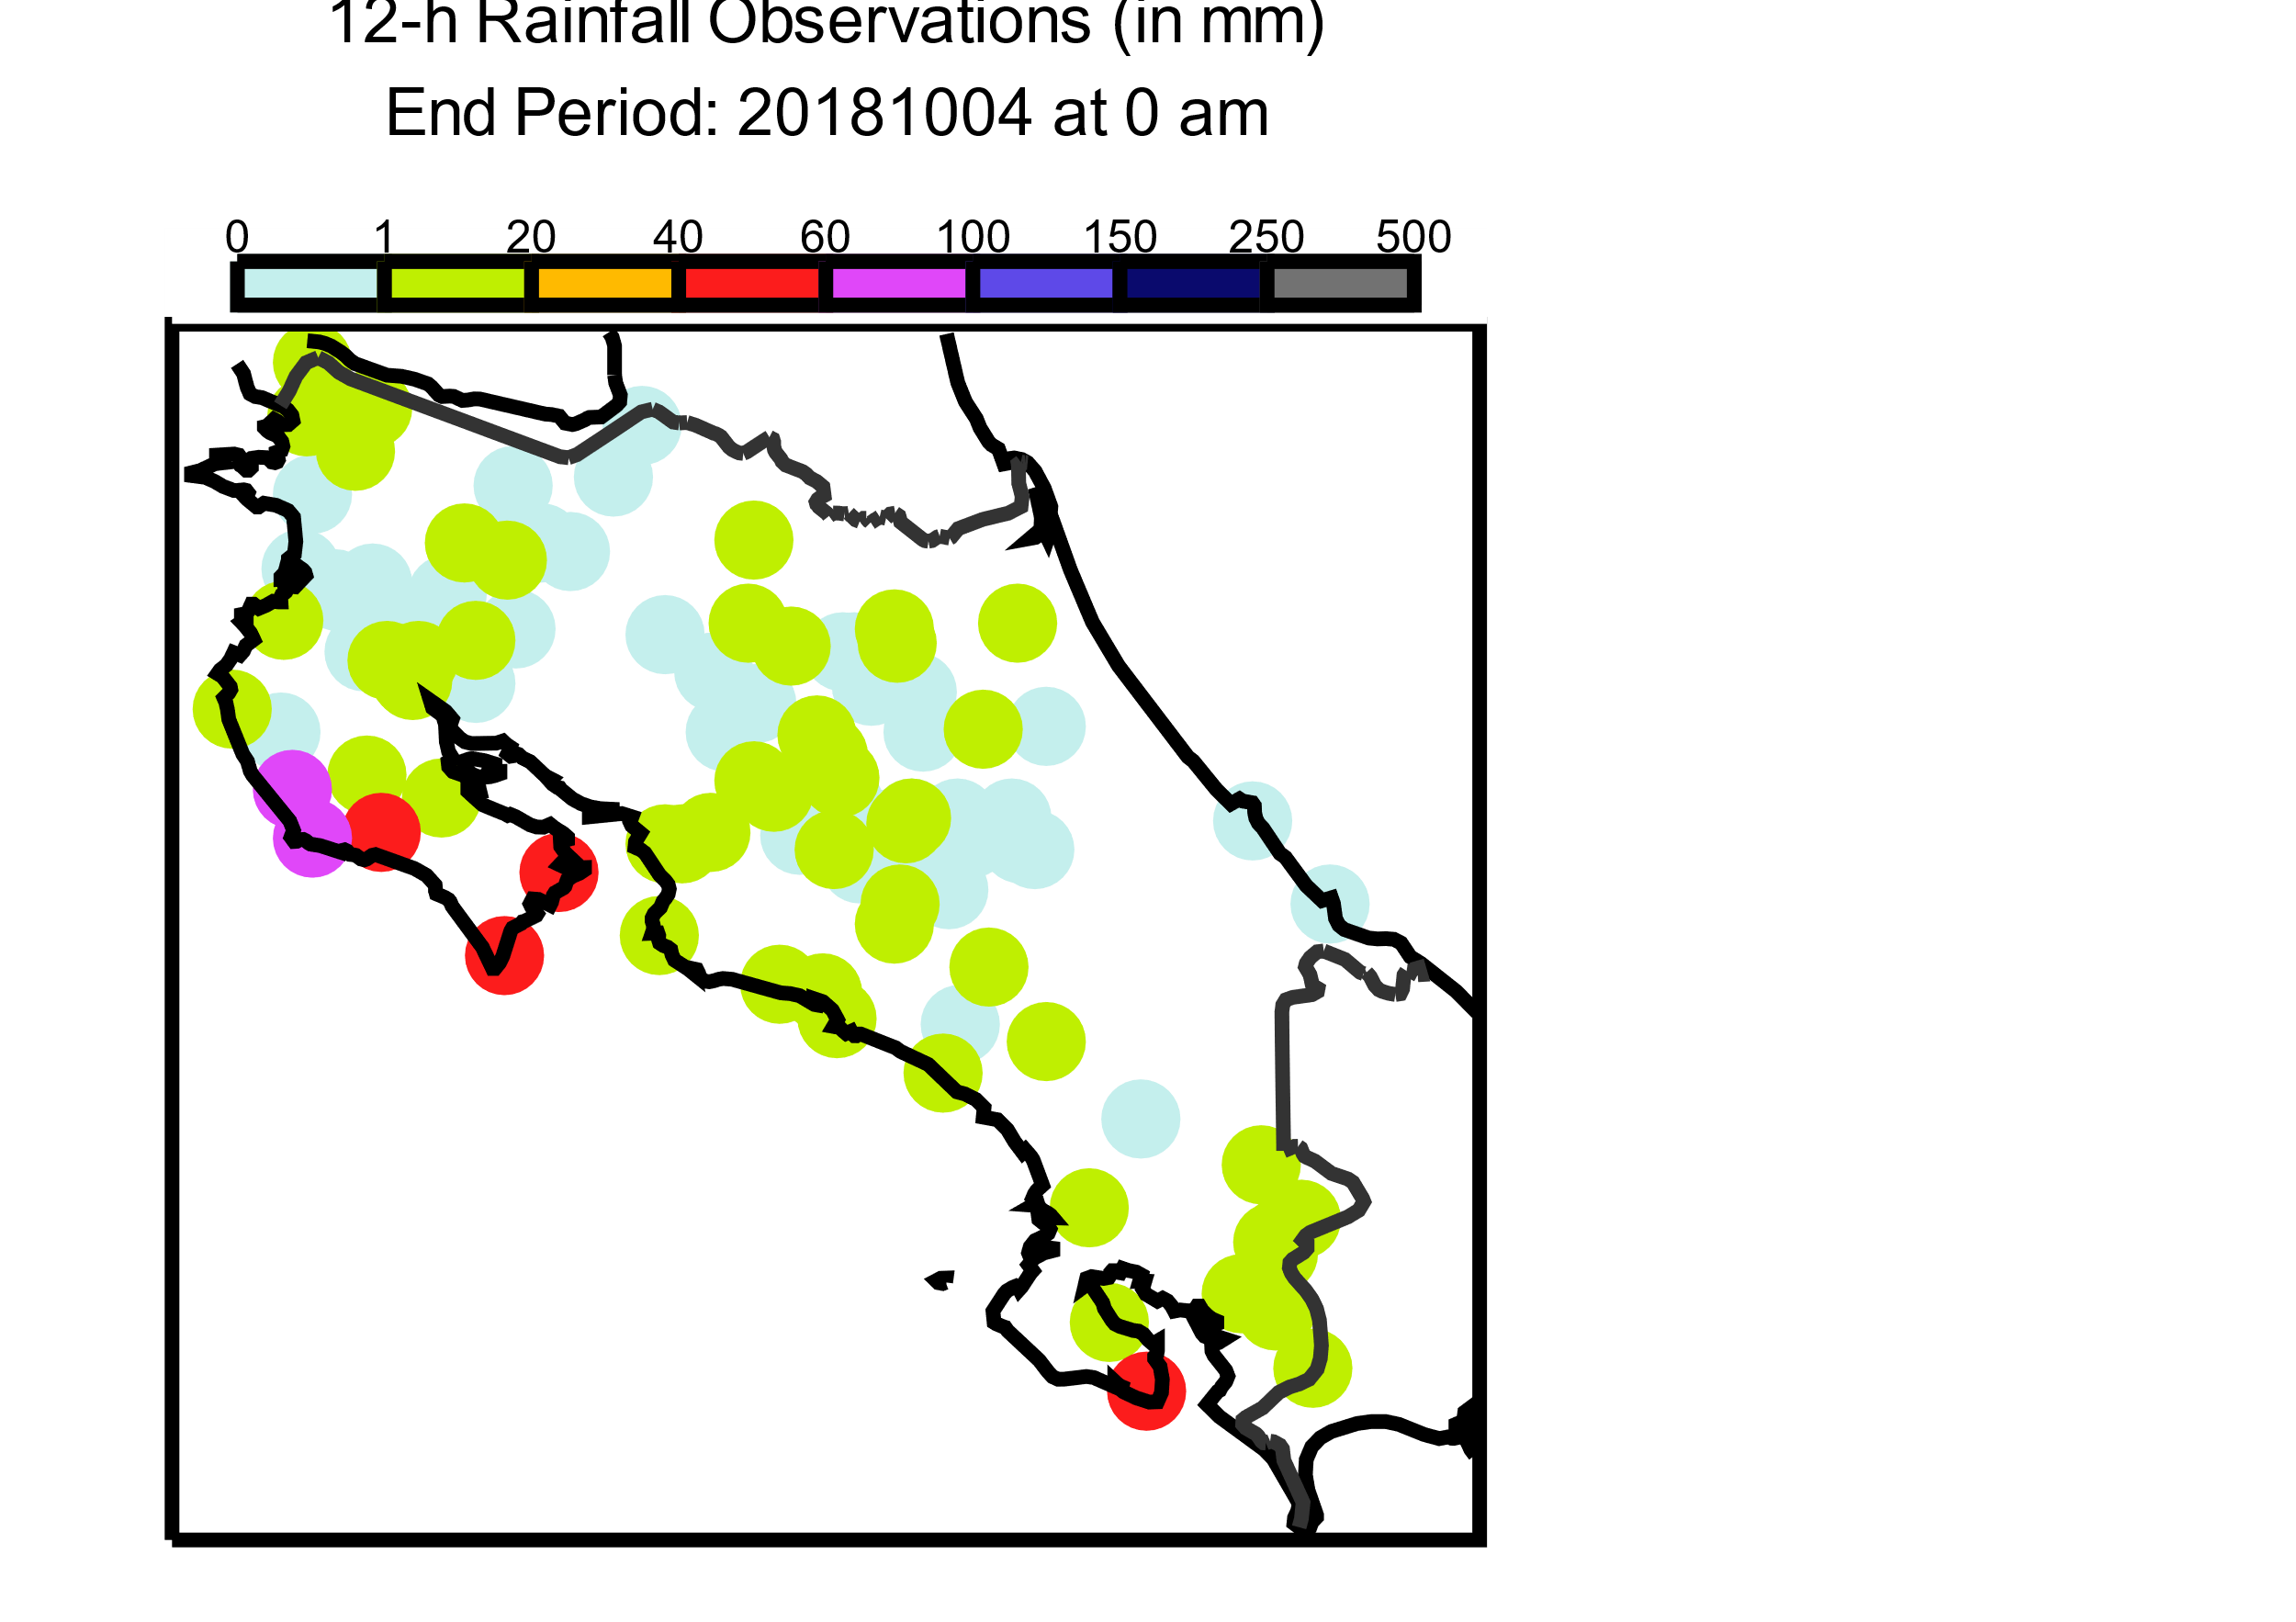 12-h Rainfall Observations (in mm)
End Period: 20181004 at 0 am
0 1 20 40 60 100 150 250 500